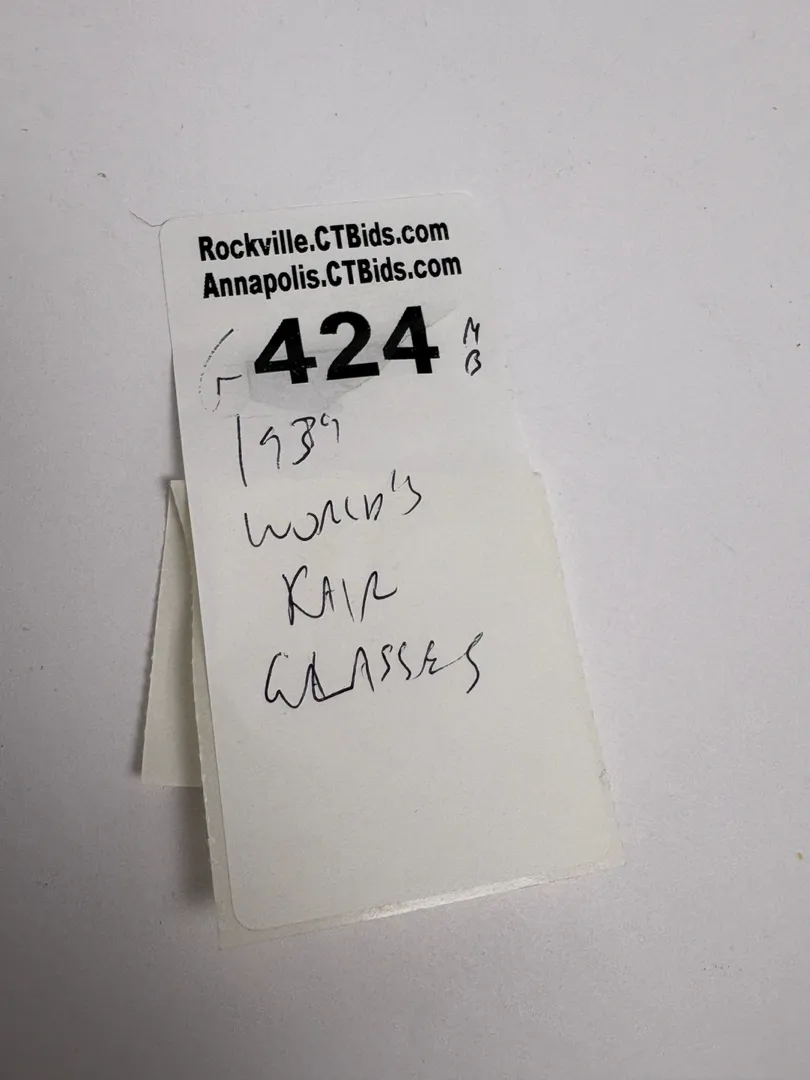 Rockville.CTBids.com
Annapolis.CTBids.com
424 MB
1939
WORLD'S
FAIR
GLASSES